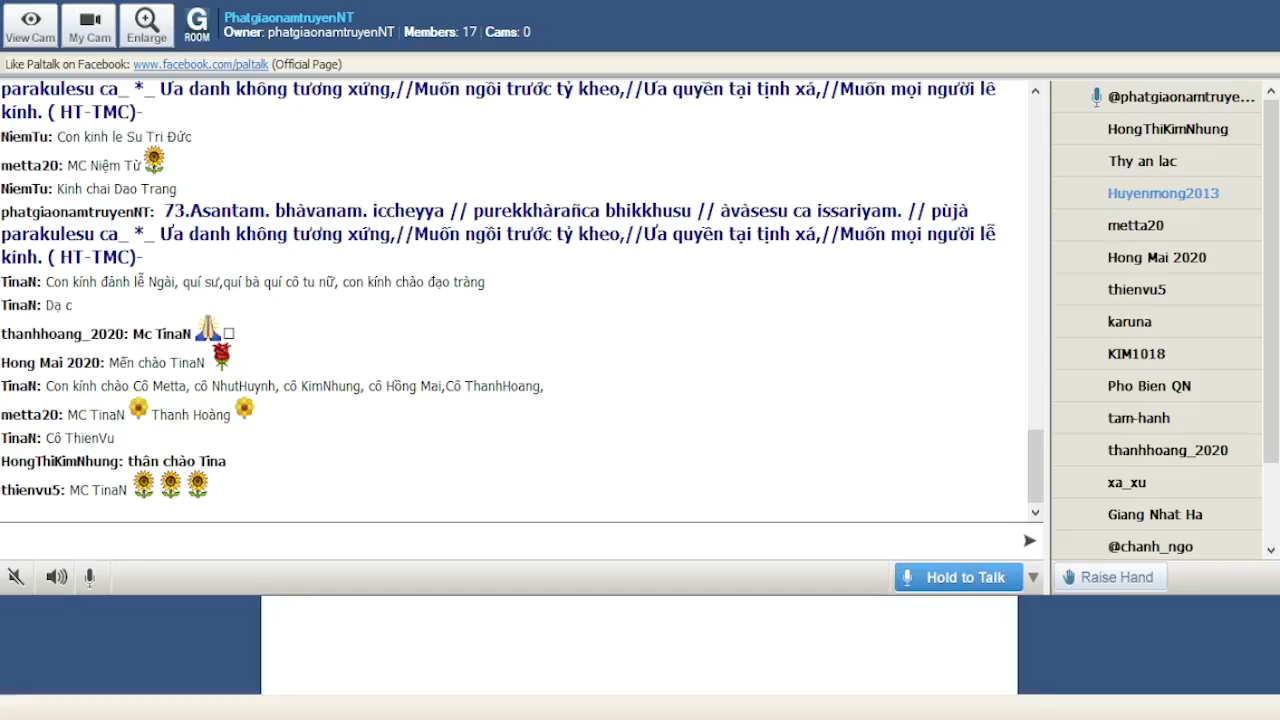 View Cam
My Cam
Enlarge
G
ROOM
PhatgiaonamtruyenNT
Owner: phatgiaonamtruyenNT | Members: 17 | Cams: 0
Like Paltalk on Facebook: www.facebook.com/paltalk (Official Page)
parakulesu ca_ *_ Ưa danh không tương xứng,//Muốn ngồi trước tỷ kheo,//Ưa quyền tại tịnh xá,//Muốn mọi người lễ
kính. ( HT-TMC)-
NiemTu: Con kinh le Su Tri Đức
metta20: MC Niệm Từ
NiemTu: Kinh chai Dao Trang
phatgiaonamtruyenNT: 73.Asantam. bhàvanam. iccheyya // purekkhàrañca bhikkhusu // àvàsesu ca issariyam. // pùjà
parakulesu ca_ *_ Ưa danh không tương xứng,//Muốn ngồi trước tỷ kheo,//Ưa quyền tại tịnh xá,//Muốn mọi người lễ
kính. ( HT-TMC)-
TinaN: Con kính đảnh lễ Ngài, quí sư,quí bà quí cô tu nữ, con kính chào đạo tràng
TinaN: Dạ c
thanhhoang_2020: Mc TinaN
Hong Mai 2020: Mến chào TinaN
TinaN: Con kính chào Cô Metta, cô NhutHuynh, cô KimNhung, cô Hồng Mai,Cô ThanhHoang,
metta20: MC TinaN Thanh Hoàng
TinaN: Cô ThienVu
HongThiKimNhung: thân chào Tina
thienvu5: MC TinaN
@phatgiaonamtruye...
HongThiKimNhung
Thy an lac
Huyenmong2013
metta20
Hong Mai 2020
thienvu5
karuna
KIM1018
Pho Bien QN
tam-hanh
thanhhoang_2020
xa_xu
Giang Nhat Ha
@chanh_ngo
Hold to Talk
Raise Hand